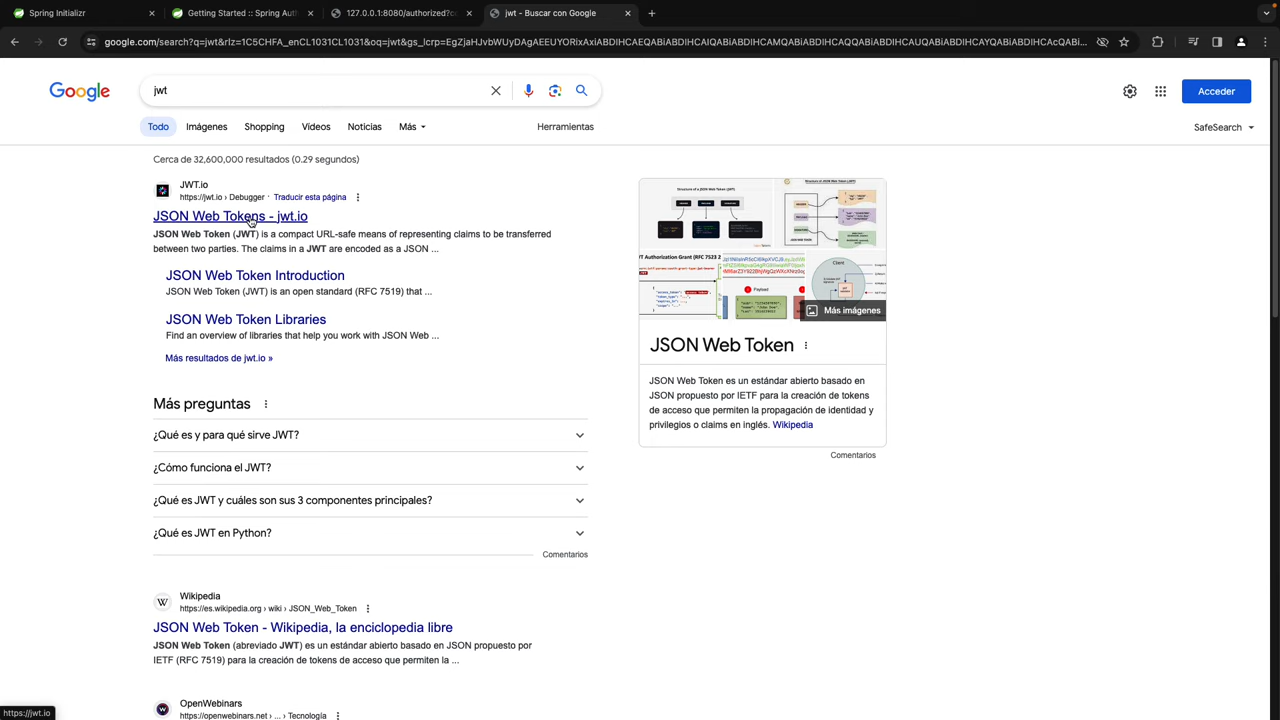 Spring Initializr
Getting Started :: Spring Auth
127.0.0.1:8080/authorized?co
jwt - Buscar con Google
google.com/search?q=jwt&rlz=1C5CHFA_enCL1031CL1031&oq=jwt&gs_lcrp=
Google
jwt
Acceder
Todo
Imágenes
Shopping
Vídeos
Noticias
Más
Herramientas
SafeSearch
Cerca de 32,600,000 resultados (0.29 segundos)
JWT.io
https://jwt.io › Debugger · Traducir esta página
JSON Web Tokens - jwt.io
JSON Web Token (JWT) is a compact URL-safe means of representing claims to be transferred
between two parties. The claims in a JWT are encoded as a JSON ...
JSON Web Token Introduction
JSON Web Token (JWT) is an open standard (RFC 7519) that ...
JSON Web Token Libraries
Find an overview of libraries that help you work with JSON Web ...
Más resultados de jwt.io »
Más preguntas
¿Qué es y para qué sirve JWT?
¿Cómo funciona el JWT?
¿Qué es JWT y cuáles son sus 3 componentes principales?
¿Qué es JWT en Python?
Comentarios
Wikipedia
https://es.wikipedia.org › wiki › JSON_Web_Token
JSON Web Token - Wikipedia, la enciclopedia libre
JSON Web Token (abreviado JWT) es un estándar abierto basado en JSON propuesto por
IETF (RFC 7519) para la creación de tokens de acceso que permiten la ...
OpenWebinars
https://openwebinars.net › ... › Tecnología
Payload
Client
Más imágenes
JSON Web Token
JSON Web Token es un estándar abierto basado en
JSON propuesto por IETF para la creación de tokens
de acceso que permiten la propagación de identidad y
privilegios o claims en inglés. Wikipedia
Comentarios
https://jwt.io